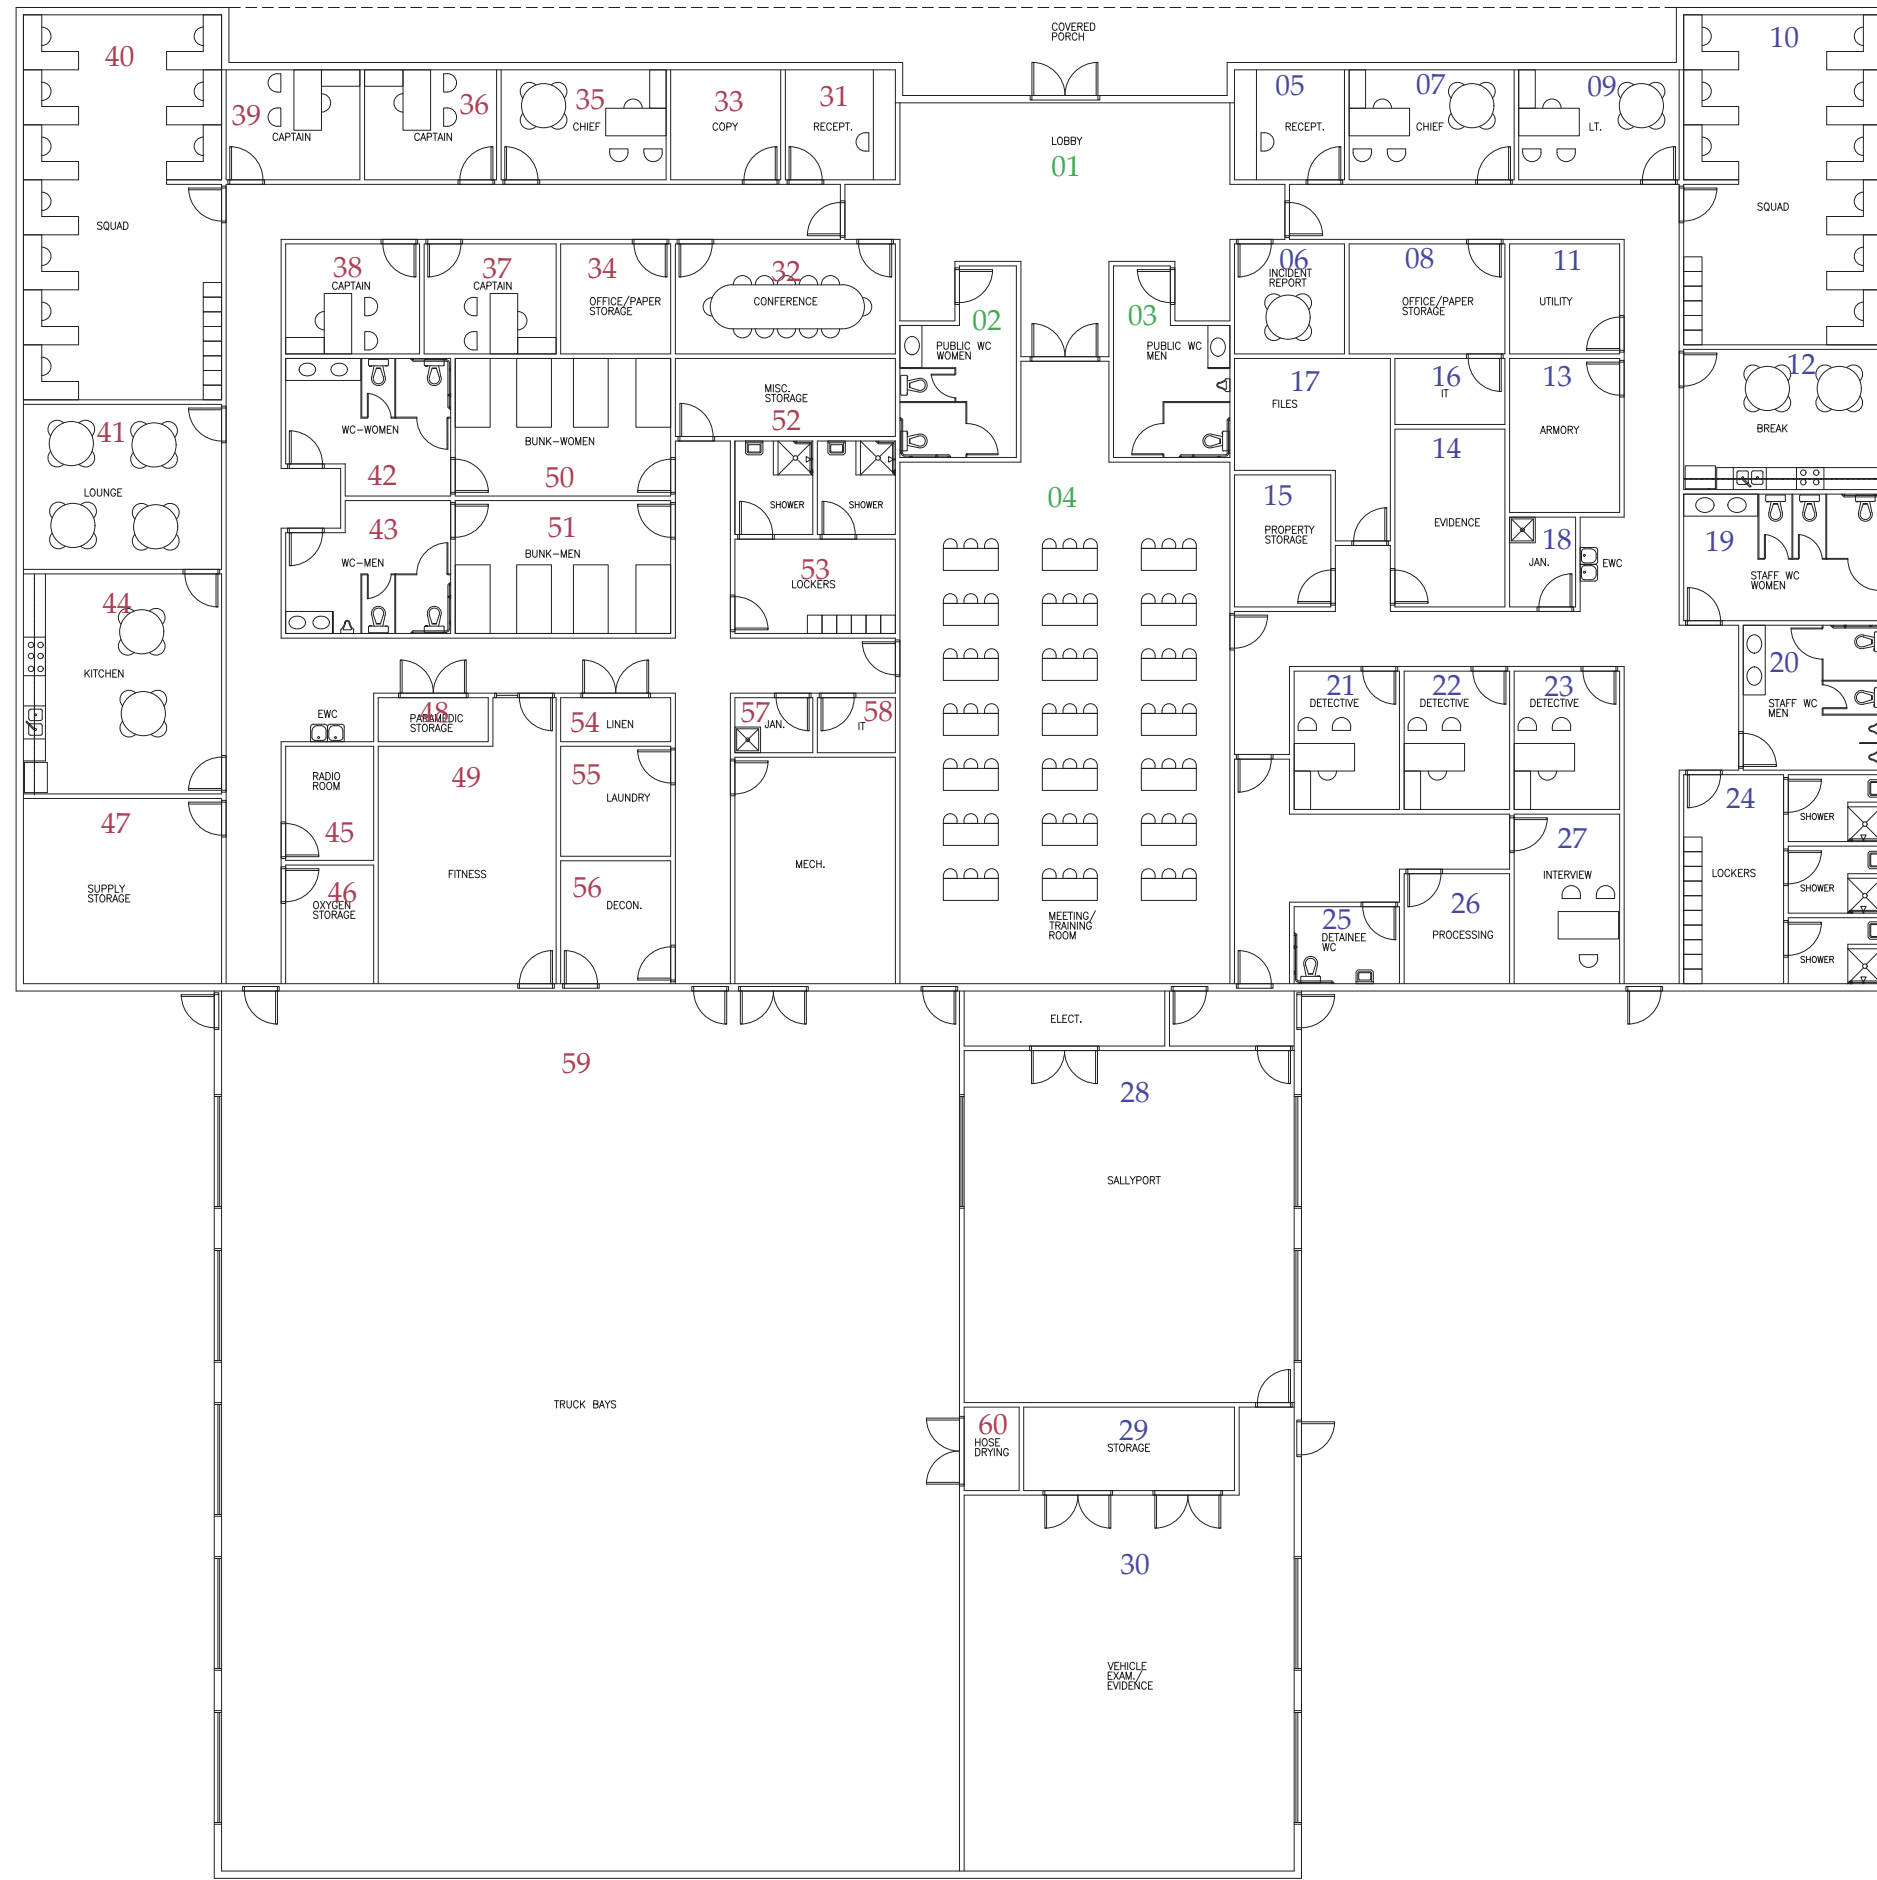 COVERED
PORCH
40
39
CAPTAIN
36
CAPTAIN
35
CHIEF
33
COPY
31
RECEPT.
LOBBY
01
05
RECEPT.
07
CHIEF
09
LT.
10
SQUAD
SQUAD
38
CAPTAIN
37
CAPTAIN
34
OFFICE/PAPER
STORAGE
32
CONFERENCE
02
PUBLIC WC
WOMEN
03
PUBLIC WC
MEN
06
INCIDENT
REPORT
08
OFFICE/PAPER
STORAGE
11
UTILITY
12
BREAK
41
LOUNGE
WC-WOMEN
42
BUNK-WOMEN
50
MISC.
STORAGE
52
17
FILES
16
IT
13
ARMORY
14
EVIDENCE
15
PROPERTY
STORAGE
18
JAN.
EWC
19
STAFF WC
WOMEN
43
WC-MEN
51
BUNK-MEN
SHOWER
SHOWER
53
LOCKERS
04
44
KITCHEN
EWC
48
PARAMEDIC
STORAGE
54
LINEN
57
JAN.
58
IT
21
DETECTIVE
22
DETECTIVE
23
DETECTIVE
20
STAFF WC
MEN
47
SUPPLY
STORAGE
RADIO
ROOM
45
46
OXYGEN
STORAGE
49
FITNESS
55
LAUNDRY
56
DECON.
MECH.
MEETING/
TRAINING
ROOM
25
DETAINEE
WC
26
PROCESSING
27
INTERVIEW
24
LOCKERS
SHOWER
SHOWER
SHOWER
ELECT.
59
TRUCK BAYS
28
SALLYPORT
60
HOSE
DRYING
29
STORAGE
30
VEHICLE
EXAM./
EVIDENCE